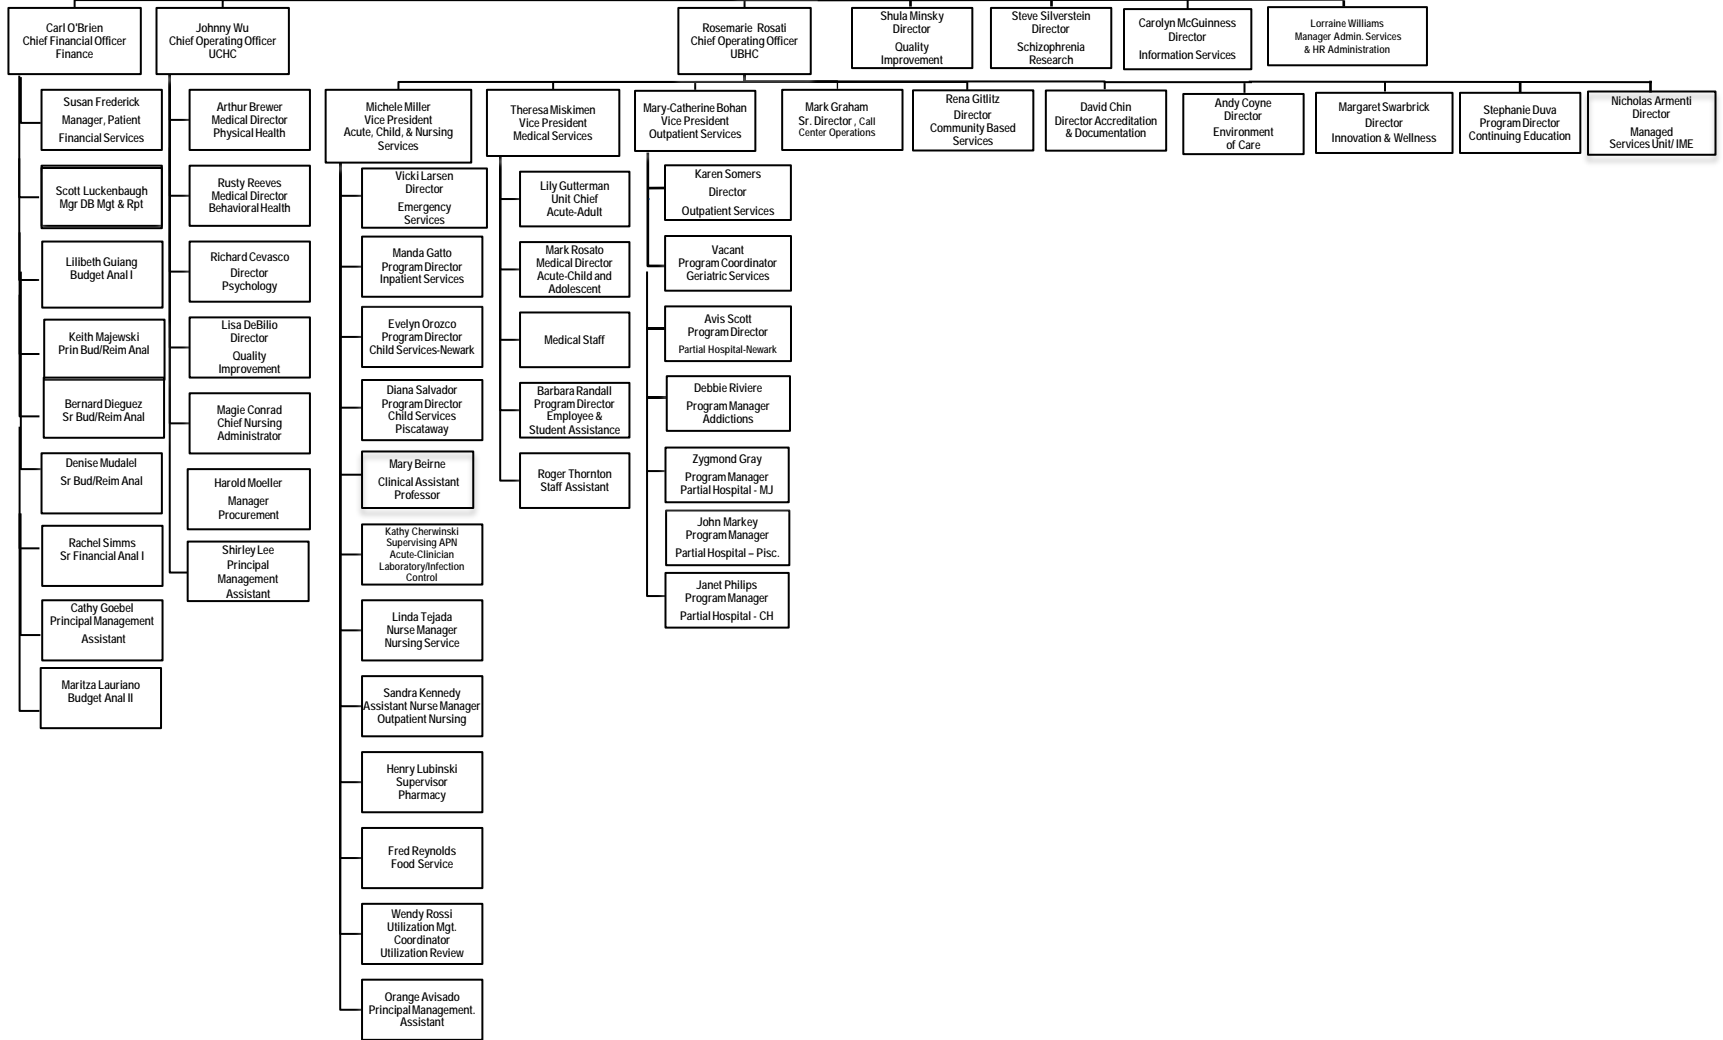 Carl O'Brien
Chief Financial Officer
Finance
Johnny Wu
Chief Operating Officer
UCHC
Rosemarie Rosati
Chief Operating Officer
UBHC
Shula Minsky
Director
Quality
Improvement
Steve Silverstein
Director
Schizophrenia
Research
Carolyn McGuinness
Director
Information Services
Lorraine Williams
Manager Admin. Services
& HR Administration
Susan Frederick
Manager, Patient
Financial Services
Scott Luckenbaugh
Mgr DB Mgt & Rpt
Lilibeth Guiang
Budget Anal I
Keith Majewski
Prin Bud/Reim Anal
Bernard Dieguez
Sr Bud/Reim Anal
Denise Mudalel
Sr Bud/Reim Anal
Rachel Simms
Sr Financial Anal I
Cathy Goebel
Principal Management
Assistant
Maritza Lauriano
Budget Anal II
Arthur Brewer
Medical Director
Physical Health
Rusty Reeves
Medical Director
Behavioral Health
Richard Cevasco
Director
Psychology
Lisa DeBilio
Director
Quality
Improvement
Magie Conrad
Chief Nursing
Administrator
Harold Moeller
Manager
Procurement
Shirley Lee
Principal
Management
Assistant
Michele Miller
Vice President
Acute, Child, & Nursing
Services
Vicki Larsen
Director
Emergency
Services
Manda Gatto
Program Director
Inpatient Services
Evelyn Orozco
Program Director
Child Services-Newark
Diana Salvador
Program Director
Child Services
Piscataway
Mary Beirne
Clinical Assistant
Professor
Kathy Cherwinski
Supervising APN
Acute-Clinician
Laboratory/Infection
Control
Linda Tejada
Nurse Manager
Nursing Service
Sandra Kennedy
Assistant Nurse Manager
Outpatient Nursing
Henry Lubinski
Supervisor
Pharmacy
Fred Reynolds
Food Service
Wendy Rossi
Utilization Mgt.
Coordinator
Utilization Review
Orange Avisado
Principal Management.
Assistant
Theresa Miskimen
Vice President
Medical Services
Lily Gutterman
Unit Chief
Acute-Adult
Mark Rosato
Medical Director
Acute-Child and
Adolescent
Medical Staff
Barbara Randall
Program Director
Employee &
Student Assistance
Roger Thornton
Staff Assistant
Mary-Catherine Bohan
Vice President
Outpatient Services
Karen Somers
Director
Outpatient Services
Vacant
Program Coordinator
Geriatric Services
Avis Scott
Program Director
Partial Hospital-Newark
Debbie Riviere
Program Manager
Addictions
Zygmond Gray
Program Manager
Partial Hospital - MJ
John Markey
Program Manager
Partial Hospital – Pisc.
Janet Philips
Program Manager
Partial Hospital - CH
Mark Graham
Sr. Director , Call
Center Operations
Rena Gitlitz
Director
Community Based
Services
David Chin
Director Accreditation
& Documentation
Andy Coyne
Director
Environment
of Care
Margaret Swarbrick
Director
Innovation & Wellness
Stephanie Duva
Program Director
Continuing Education
Nicholas Armenti
Director
Managed
Services Unit/ IME